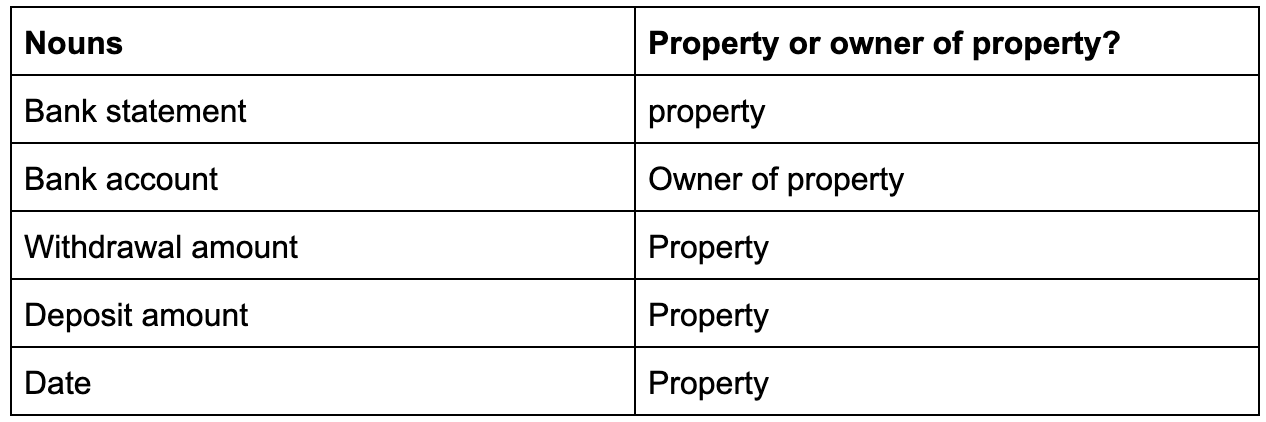 Nouns
Property or owner of property?
Bank statement
property
Bank account
Owner of property
Withdrawal amount
Property
Deposit amount
Property
Date
Property